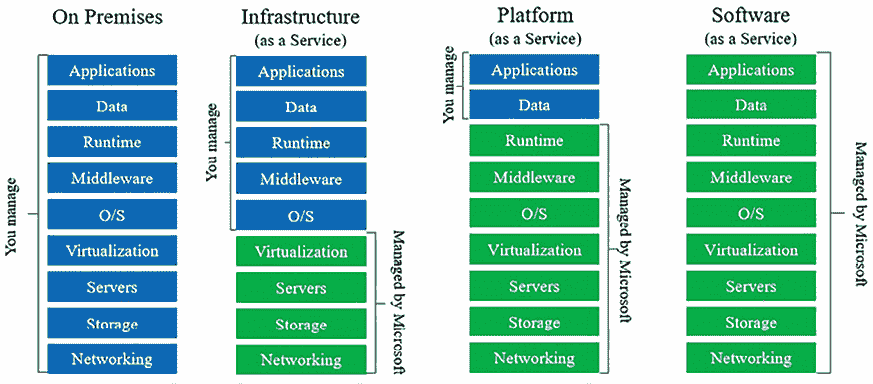 On Premises
Applications
Data
Runtime
Middleware
O/S
Virtualization
Servers
Storage
Networking
You manage
Infrastructure
(as a Service)
Applications
Data
Runtime
Middleware
O/S
Virtualization
Servers
Storage
Networking
You manage
Managed by Microsoft
Platform
(as a Service)
Applications
Data
Runtime
Middleware
O/S
Virtualization
Servers
Storage
Networking
You manage
Managed by Microsoft
Software
(as a Service)
Applications
Data
Runtime
Middleware
O/S
Virtualization
Servers
Storage
Networking
Managed by Microsoft